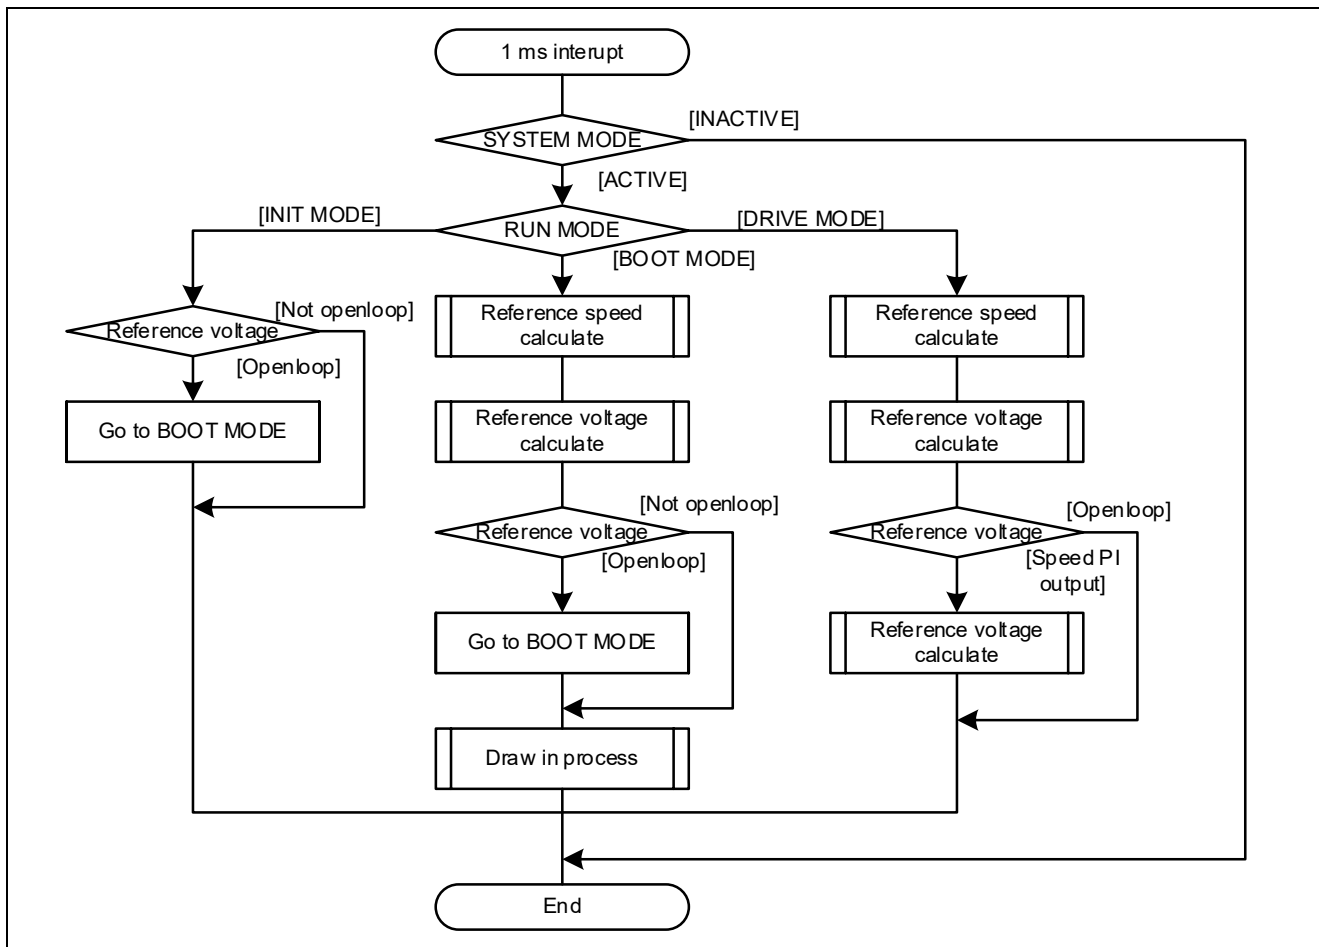 1 ms interupt
SYSTEM MODE
[INACTIVE]
[ACTIVE]
[INIT MODE]
RUN MODE
[DRIVE MODE]
[BOOT MODE]
Reference voltage
[Not openloop]
[Openloop]
Go to BOOT MODE
Reference speed
calculate
Reference voltage
calculate
Reference voltage
[Not openloop]
[Openloop]
Go to BOOT MODE
Draw in process
Reference speed
calculate
Reference voltage
calculate
Reference voltage
[Openloop]
[Speed PI
output]
Reference voltage
calculate
End